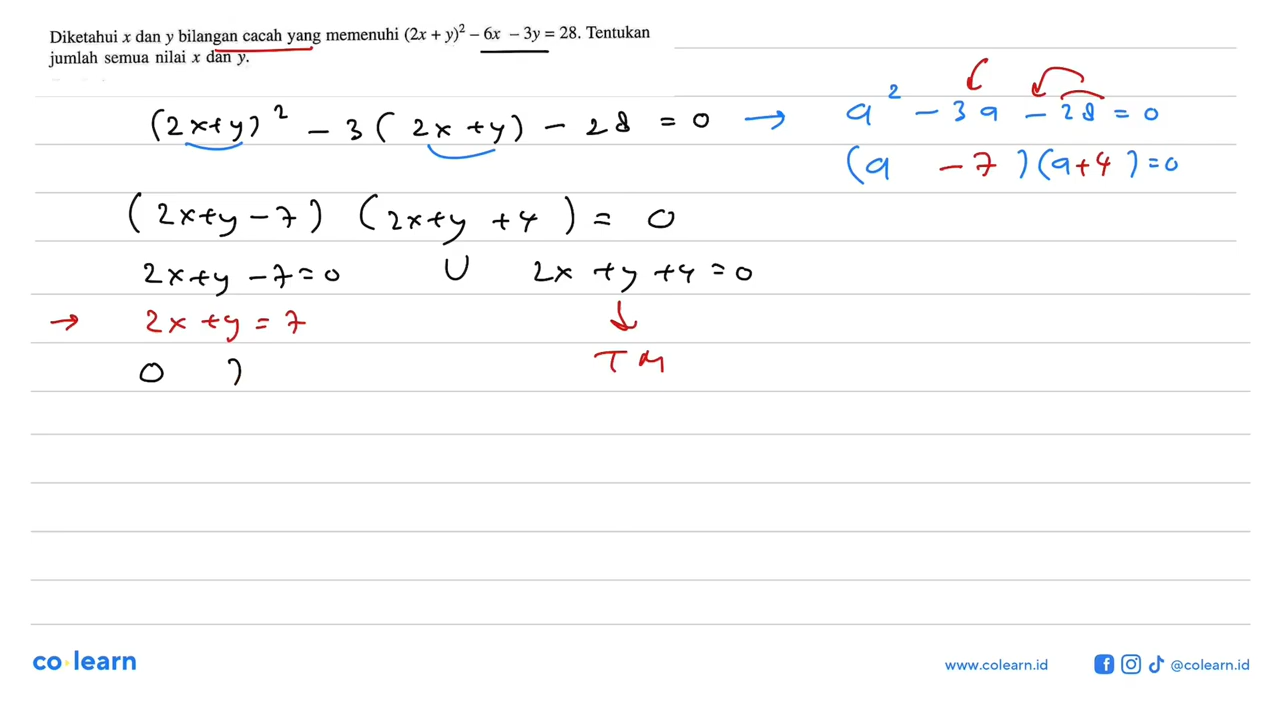 Diketahui x dan y bilangan cacah yang memenuhi (2x + y)² – 6x – 3y = 28. Tentukan
jumlah semua nilai x dan y.
(2x+y)² - 3(2x+y) - 28 = 0 → a² - 3a - 28 = 0
(a - 7)(a+4) = 0
(2x+y-7) (2x+y+4) = 0
2x+y-7=0 U 2x+y+4=0
→ 2x+y=7 ↓
0 7 TM
co·learn www.colearn.id @colearn.id